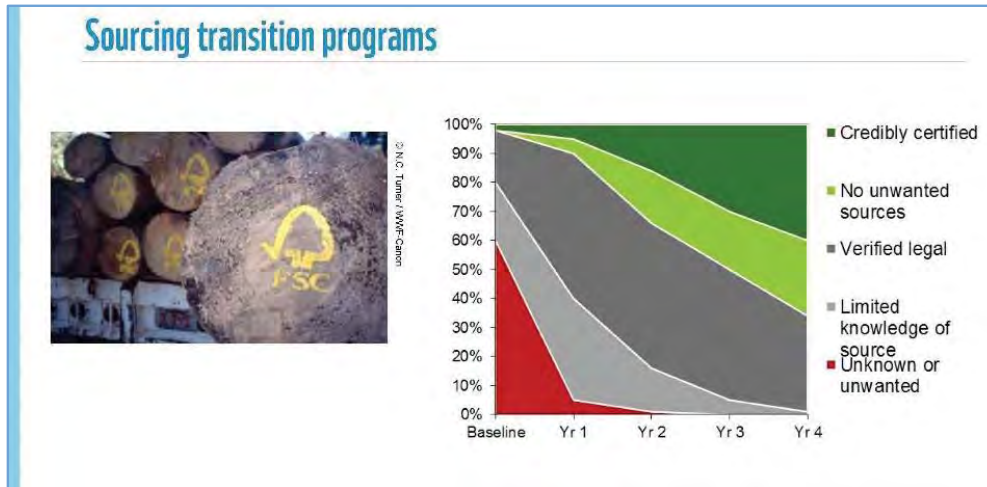 Sourcing transition programs
© N.C. Turner / WWF-Canon
FSC
100%
90%
80%
70%
60%
50%
40%
30%
20%
10%
0%
Baseline
Yr 1
Yr 2
Yr 3
Yr 4
Credibly certified
No unwanted
sources
Verified legal
Limited
knowledge of
source
Unknown or
unwanted